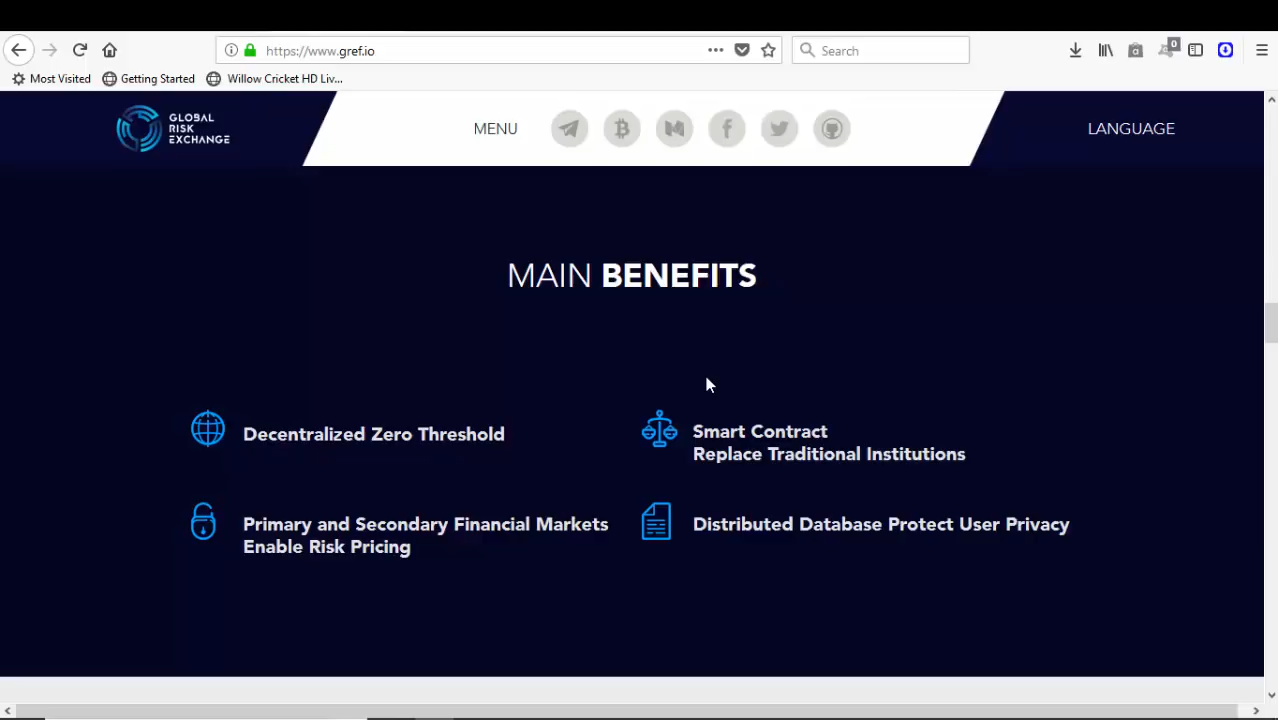 https://www.gref.io
Search
0
Most Visited
Getting Started
Willow Cricket HD Liv...
GLOBAL
RISK
EXCHANGE
MENU
LANGUAGE
MAIN BENEFITS
Decentralized Zero Threshold
Smart Contract
Replace Traditional Institutions
Primary and Secondary Financial Markets
Enable Risk Pricing
Distributed Database Protect User Privacy